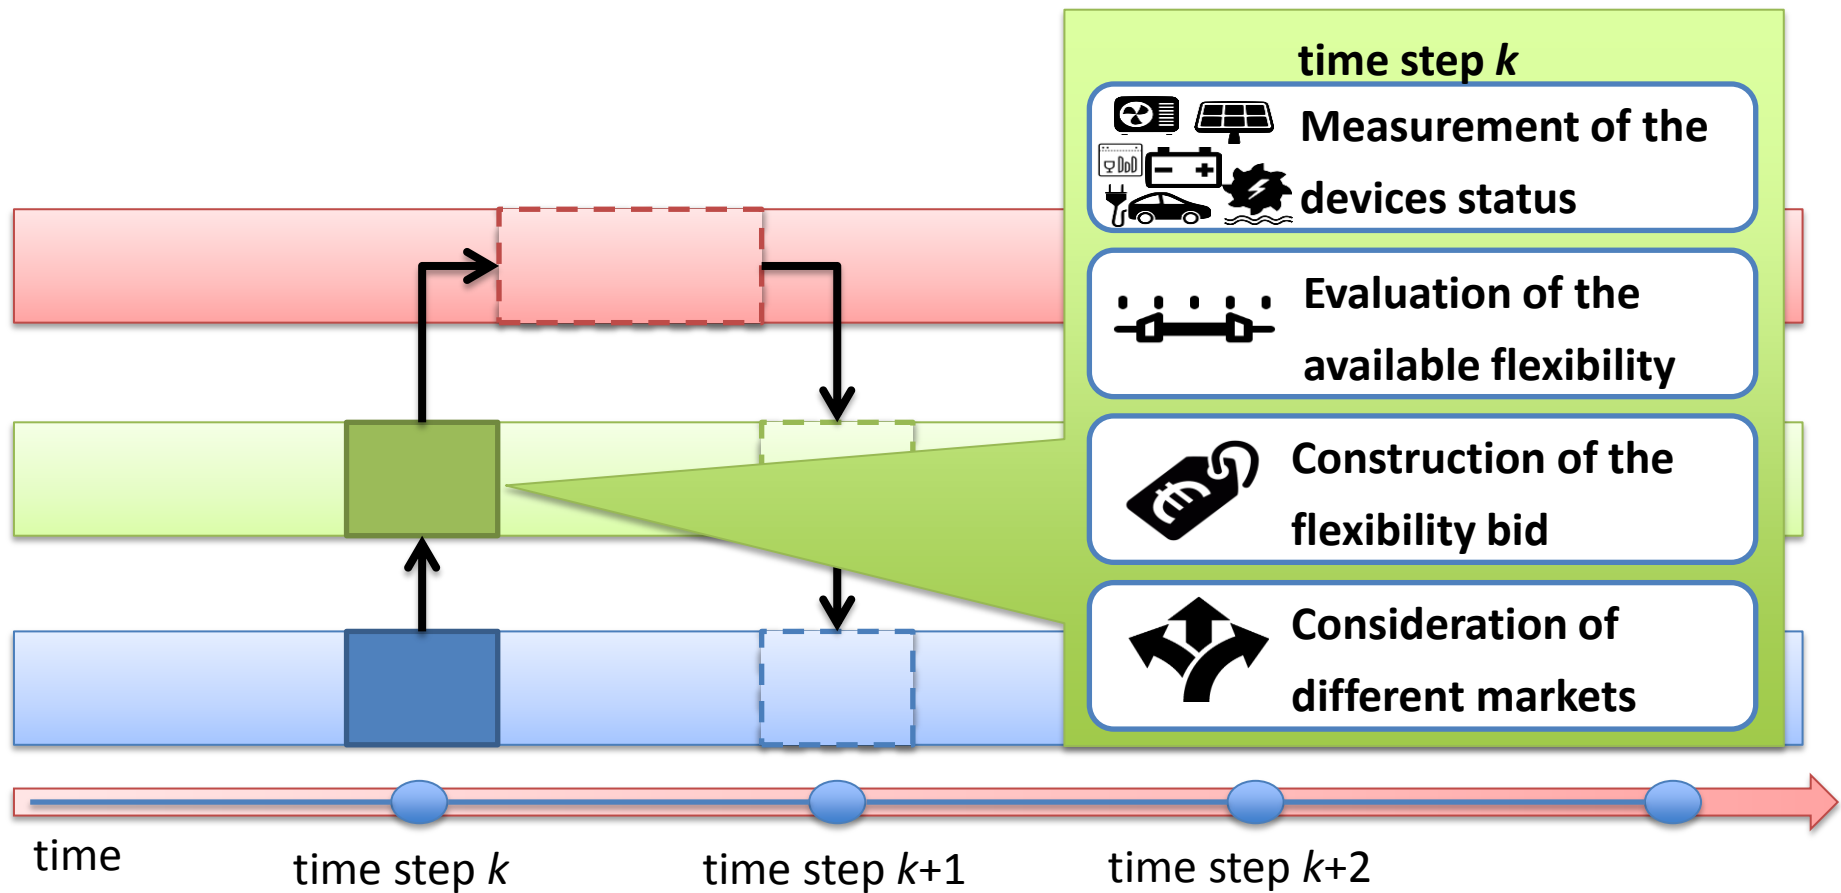 time step k
Measurement of the
devices status
Evaluation of the
available flexibility
Construction of the
flexibility bid
Consideration of
different markets
time
time step k
time step k+1
time step k+2